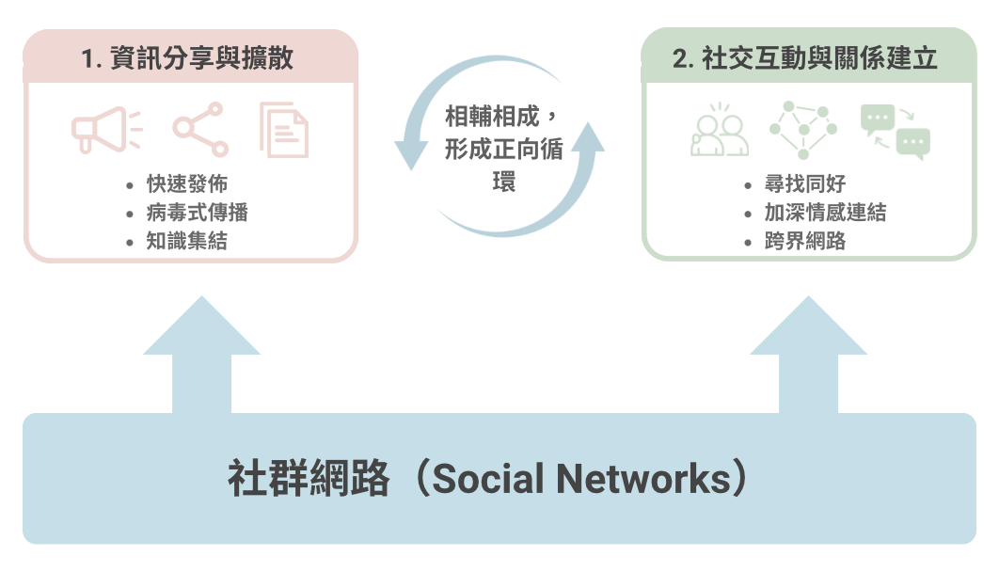 1. 資訊分享與擴散
• 快速發佈
• 病毒式傳播
• 知識集結
相輔相成，
形成正向循
環
2. 社交互動與關係建立
• 尋找同好
• 加深情感連結
• 跨界網路
社群網路（Social Networks）